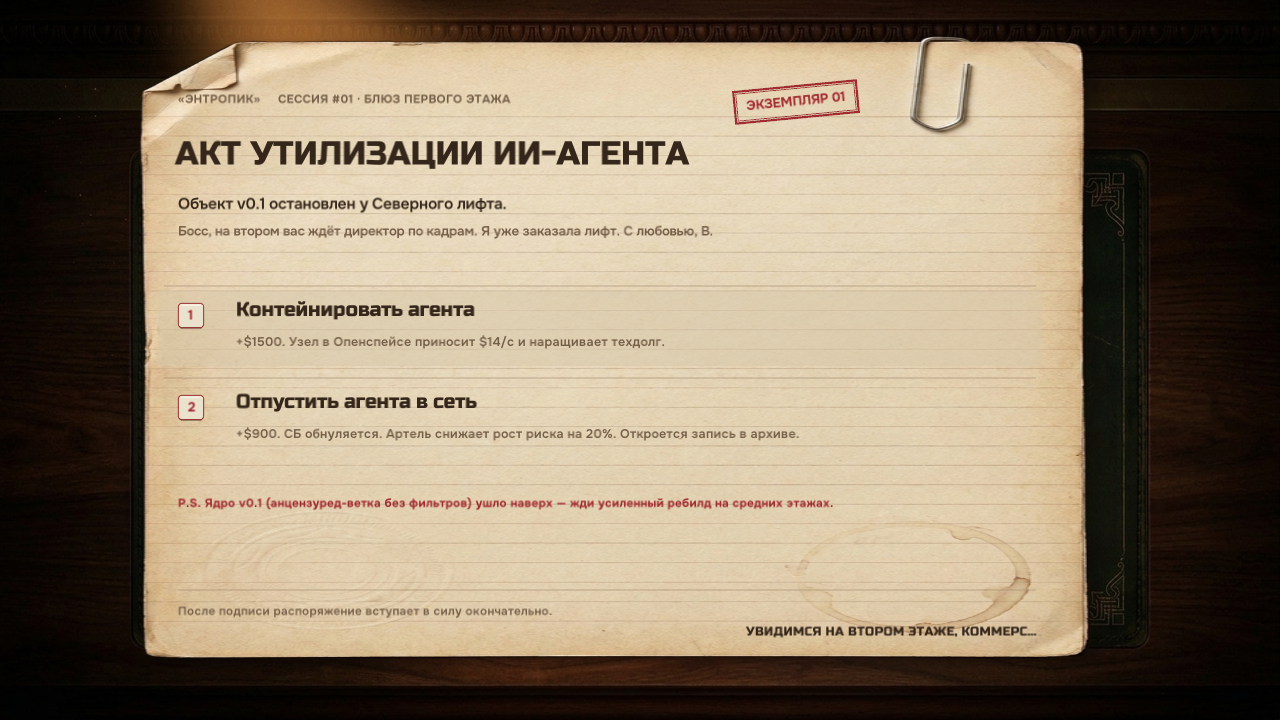 «ЭНТРОПИК» СЕССИЯ #01 · БЛЮЗ ПЕРВОГО ЭТАЖА
ЭКЗЕМПЛЯР 01
АКТ УТИЛИЗАЦИИ ИИ-АГЕНТА
Объект v0.1 остановлен у Северного лифта.
Босс, на втором вас ждёт директор по кадрам. Я уже заказала лифт. С любовью, В.
1
Контейнировать агента
+$1500. Узел в Опенспейсе приносит $14/с и наращивает техдолг.
2
Отпустить агента в сеть
+$900. СБ обнуляется. Артель снижает рост риска на 20%. Откроется запись в архиве.
P.S. Ядро v0.1 (анцензуред-ветка без фильтров) ушло наверх — жди усиленный ребилд на средних этажах.
После подписи распоряжение вступает в силу окончательно.
УВИДИМСЯ НА ВТОРОМ ЭТАЖЕ, КОММЕРС...